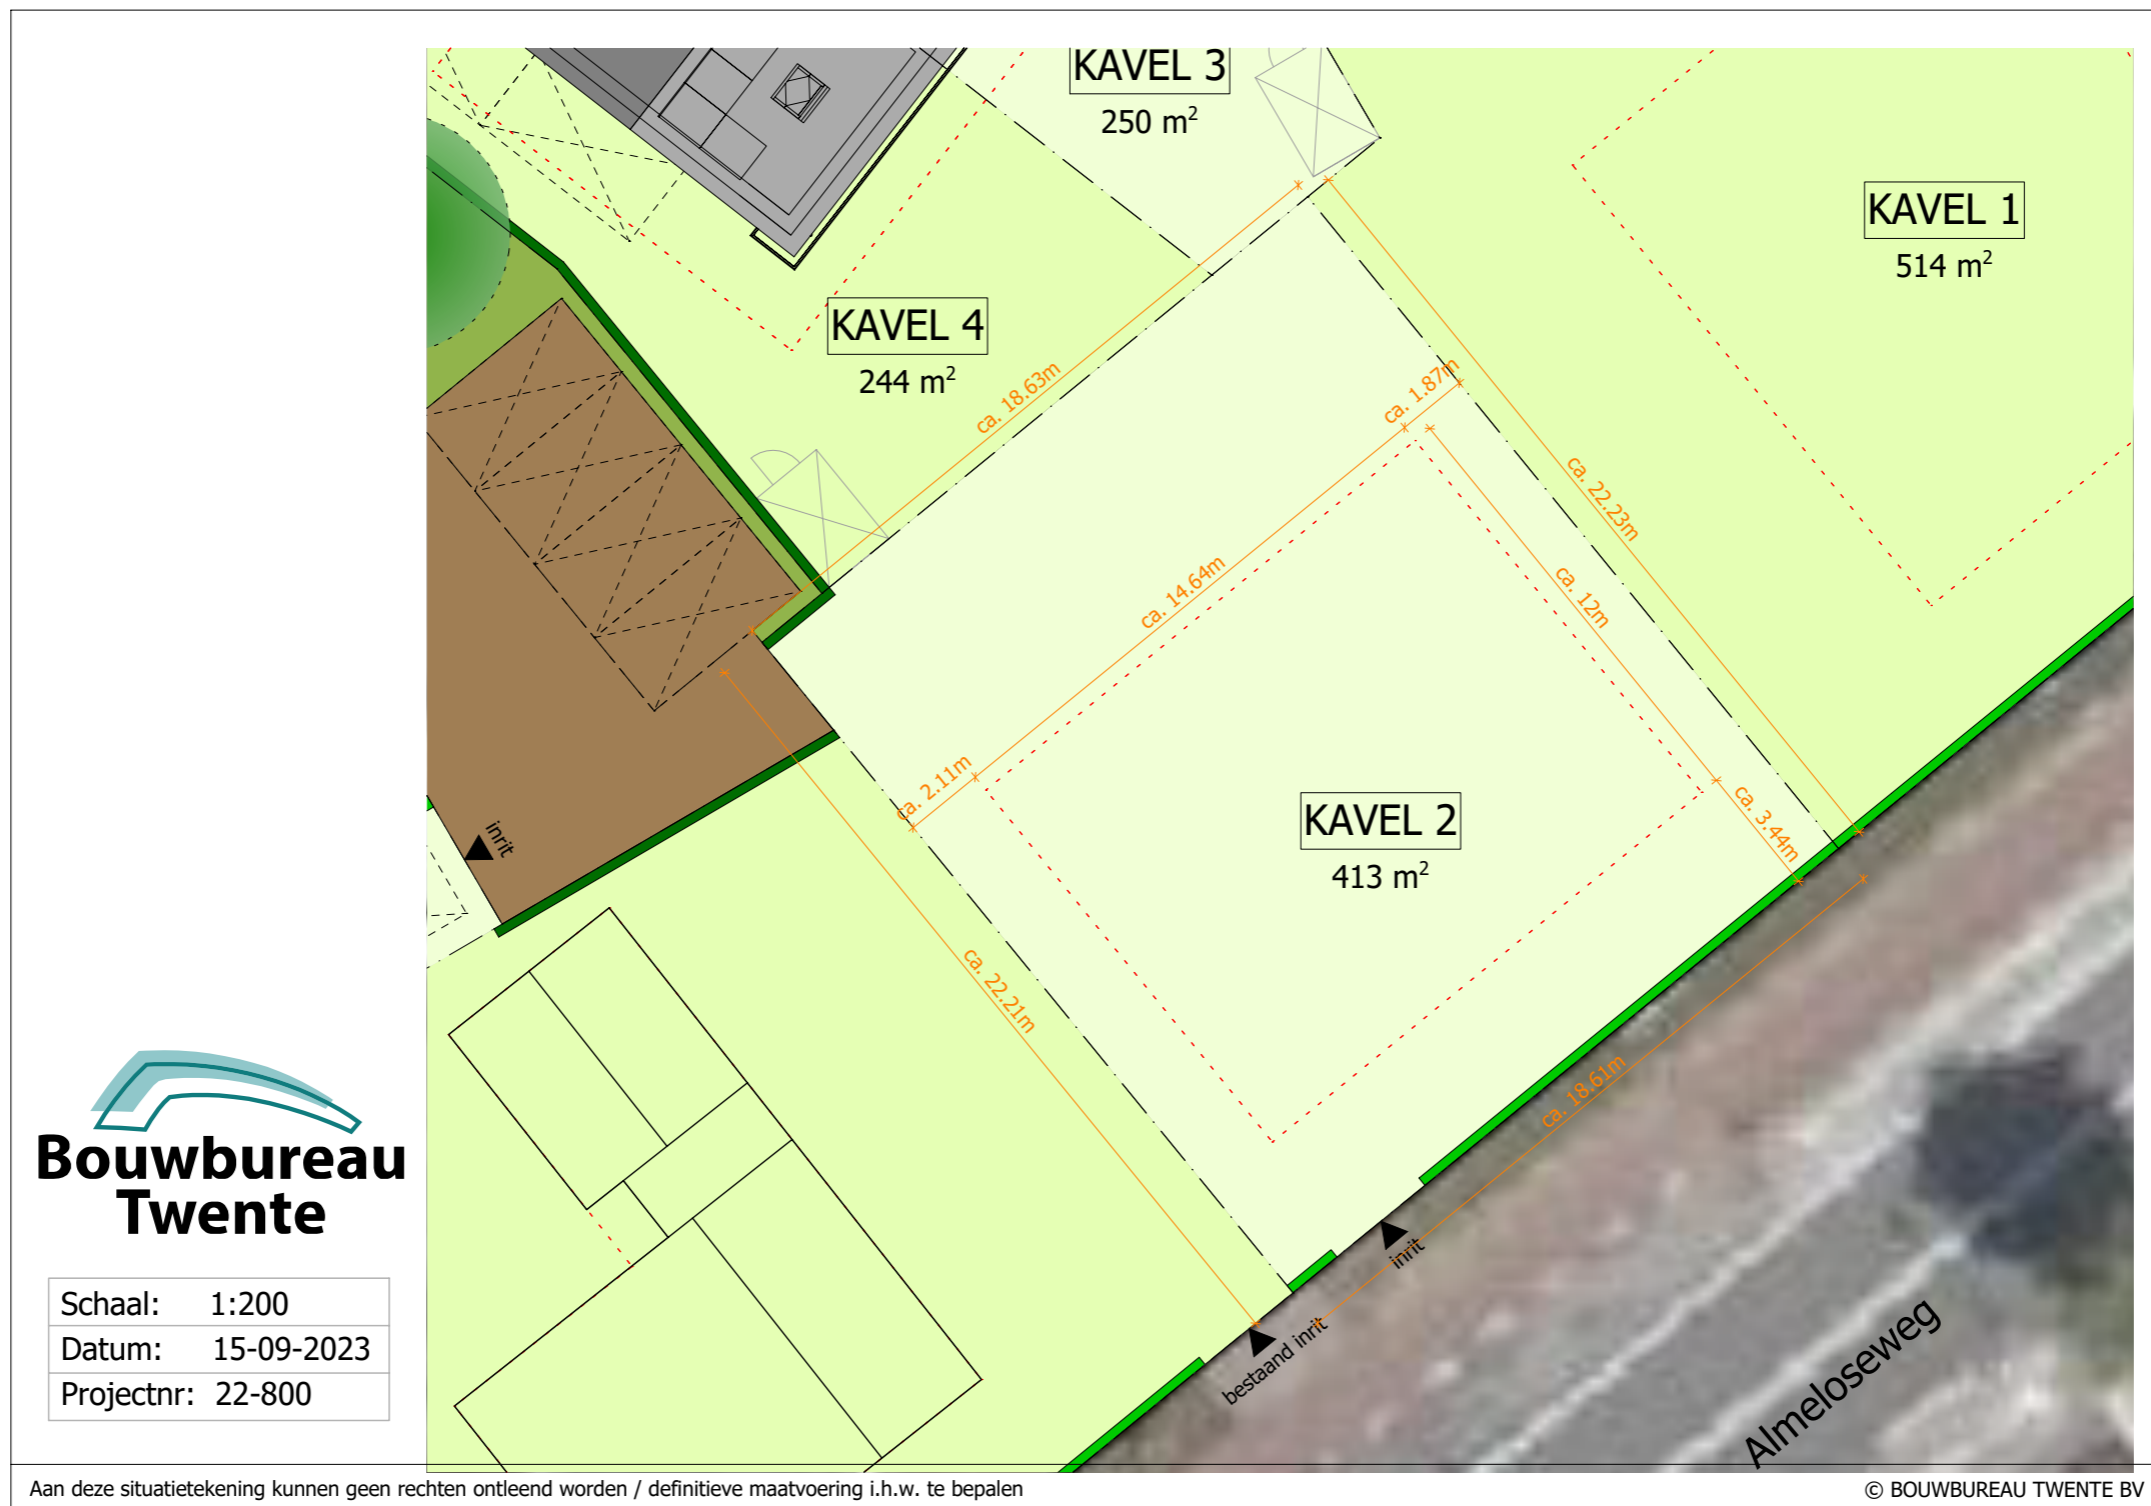 KAVEL 3
250 m²
KAVEL 1
514 m²
KAVEL 4
244 m²
ca. 18.63m
ca. 1.87m
ca. 22.23m
ca. 14.64m
ca. 12m
ca. 2.11m
ca. 3.44m
KAVEL 2
413 m²
inrit
ca. 22.21m
ca. 18.61m
inrit
bestaand inrit
Almeloseweg
Bouwbureau
Twente
Schaal: 1:200
Datum: 15-09-2023
Projectnr: 22-800
Aan deze situatietekening kunnen geen rechten ontleend worden / definitieve maatvoering i.h.w. te bepalen
© BOUWBUREAU TWENTE BV